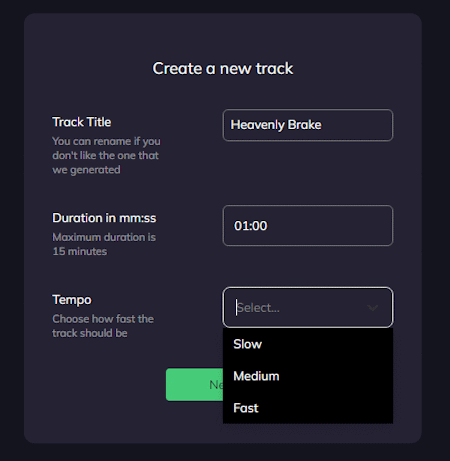 Create a new track
Track Title
Heavenly Brake
You can rename if you
don't like the one that
we generated
Duration in mm:ss
01:00
Maximum duration is
15 minutes
Tempo
Select...
Choose how fast the
track should be
Slow
Medium
Fast